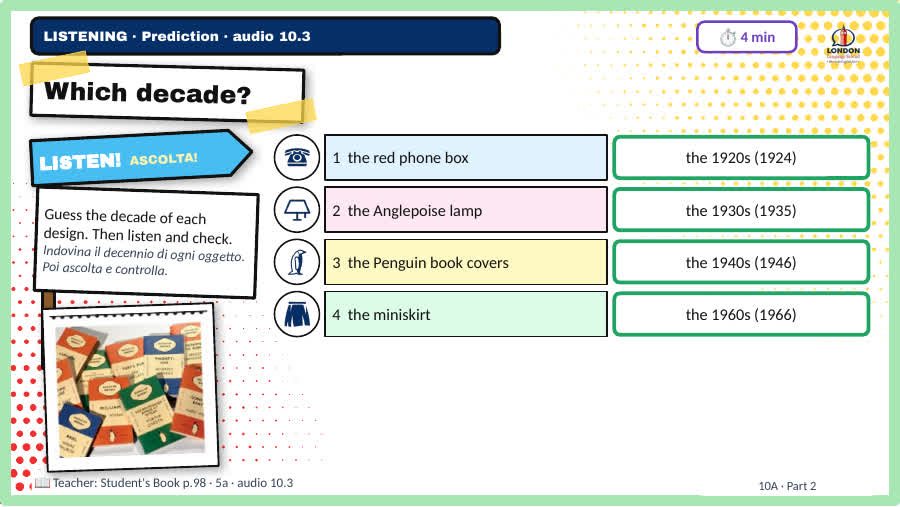 LISTENING · Prediction · audio 10.3
⏱️ 4 min
LONDON
Which decade?
LISTEN! ASCOLTA!
Guess the decade of each
design. Then listen and check.
Indovina il decennio di ogni oggetto.
Poi ascolta e controlla.
1 the red phone box
the 1920s (1924)
2 the Anglepoise lamp
the 1930s (1935)
3 the Penguin book covers
the 1940s (1946)
4 the miniskirt
the 1960s (1966)
WILLIAM
📖 Teacher: Student's Book p.98 · 5a · audio 10.3
10A · Part 2